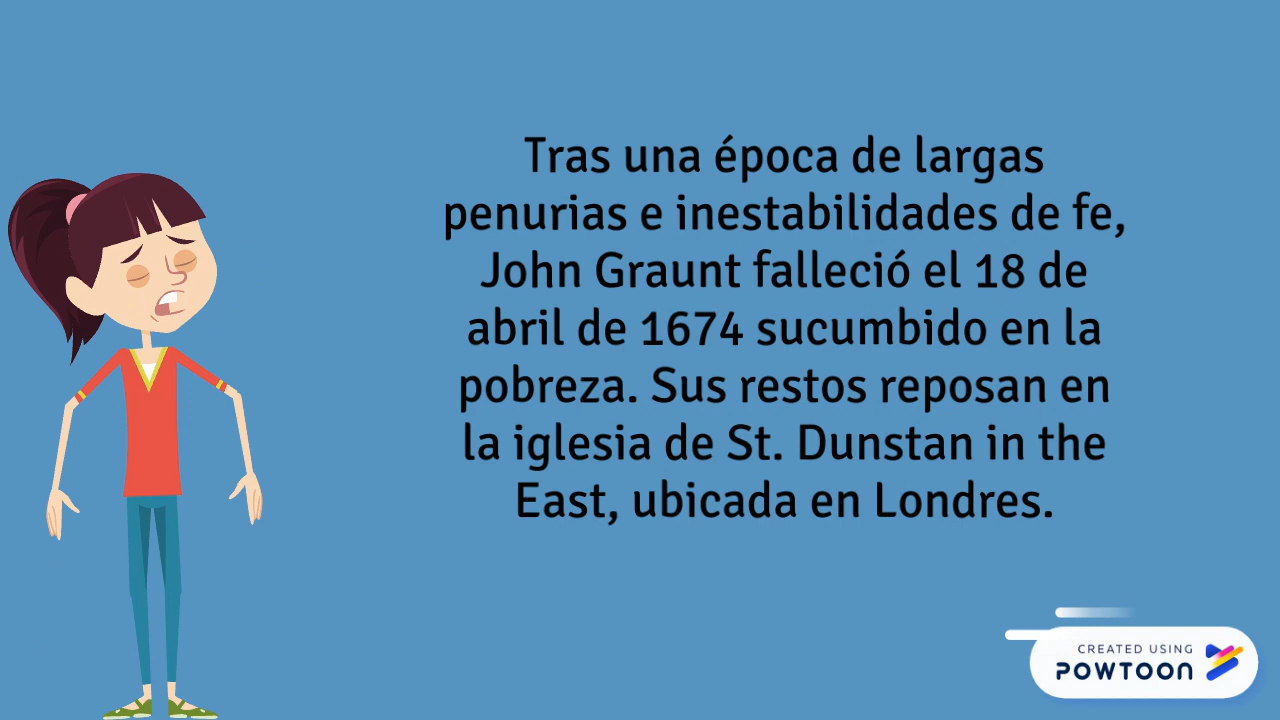 Tras una época de largas
penurias e inestabilidades de fe,
John Graunt falleció el 18 de
abril de 1674 sucumbido en la
pobreza. Sus restos reposan en
la iglesia de St. Dunstan in the
East, ubicada en Londres.
CREATED USING
POWTOON